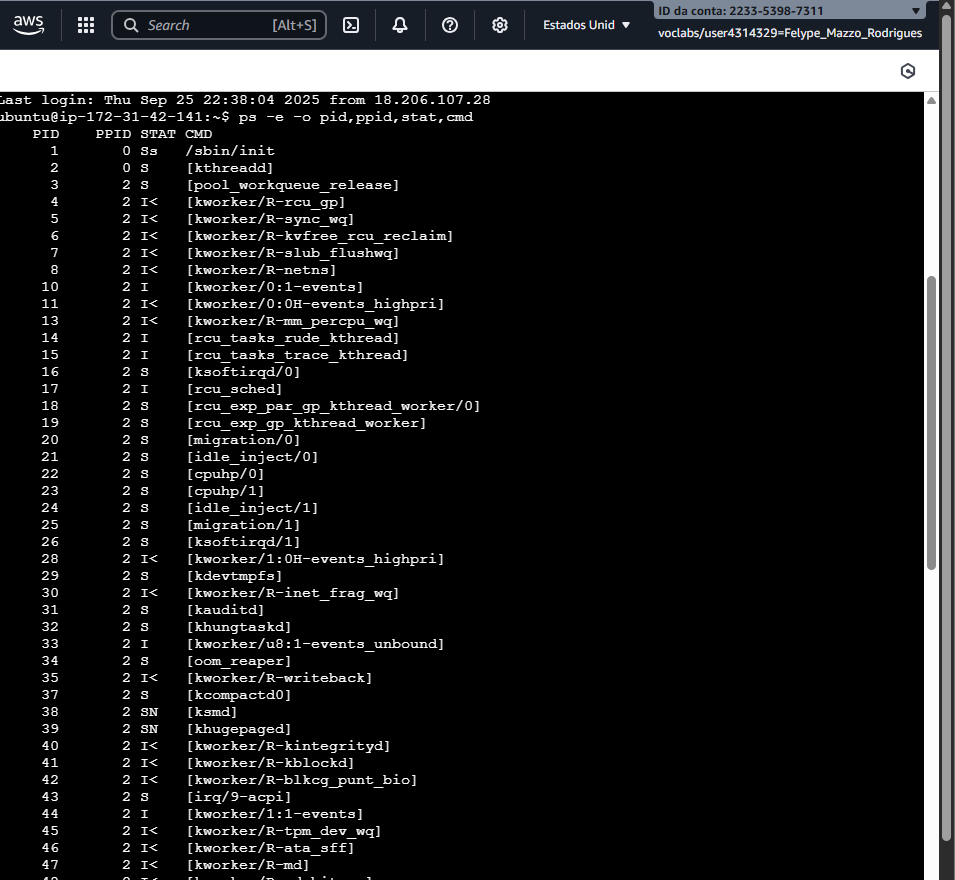 aws
Search [Alt+S]
Estados Unid
ID da conta: 2233-5398-7311
voclabs/user4314329=Felype_Mazzo_Rodrigues
Last login: Thu Sep 25 22:38:04 2025 from 18.206.107.28
ubuntu@ip-172-31-42-141:~$ ps -e -o pid,ppid,stat,cmd
PID PPID STAT CMD
1 0 Ss /sbin/init
2 0 S [kthreadd]
3 2 S [pool_workqueue_release]
4 2 I< [kworker/R-rcu_gp]
5 2 I< [kworker/R-sync_wq]
6 2 I< [kworker/R-kvfree_rcu_reclaim]
7 2 I< [kworker/R-slub_flushwq]
8 2 I< [kworker/R-netns]
10 2 I [kworker/0:1-events]
11 2 I< [kworker/0:0H-events_highpri]
13 2 I< [kworker/R-mm_percpu_wq]
14 2 I [rcu_tasks_rude_kthread]
15 2 I [rcu_tasks_trace_kthread]
16 2 S [ksoftirqd/0]
17 2 I [rcu_sched]
18 2 S [rcu_exp_par_gp_kthread_worker/0]
19 2 S [rcu_exp_gp_kthread_worker]
20 2 S [migration/0]
21 2 S [idle_inject/0]
22 2 S [cpuhp/0]
23 2 S [cpuhp/1]
24 2 S [idle_inject/1]
25 2 S [migration/1]
26 2 S [ksoftirqd/1]
28 2 I< [kworker/1:0H-events_highpri]
29 2 S [kdevtmpfs]
30 2 I< [kworker/R-inet_frag_wq]
31 2 S [kauditd]
32 2 S [khungtaskd]
33 2 I [kworker/u8:1-events_unbound]
34 2 S [oom_reaper]
35 2 I< [kworker/R-writeback]
37 2 S [kcompactd0]
38 2 SN [ksmd]
39 2 SN [khugepaged]
40 2 I< [kworker/R-kintegrityd]
41 2 I< [kworker/R-kblockd]
42 2 I< [kworker/R-blkcg_punt_bio]
43 2 S [irq/9-acpi]
44 2 I [kworker/1:1-events]
45 2 I< [kworker/R-tpm_dev_wq]
46 2 I< [kworker/R-ata_sff]
47 2 I< [kworker/R-md]